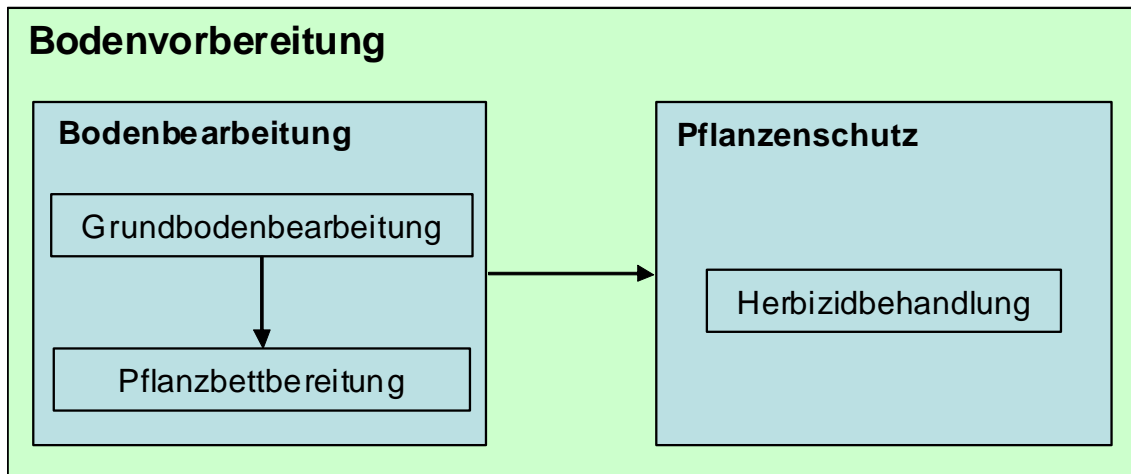 Bodenvorbereitung
Bodenbearbeitung
Grundbodenbearbeitung
Pflanzbettbereitung
Pflanzenschutz
Herbizidbehandlung